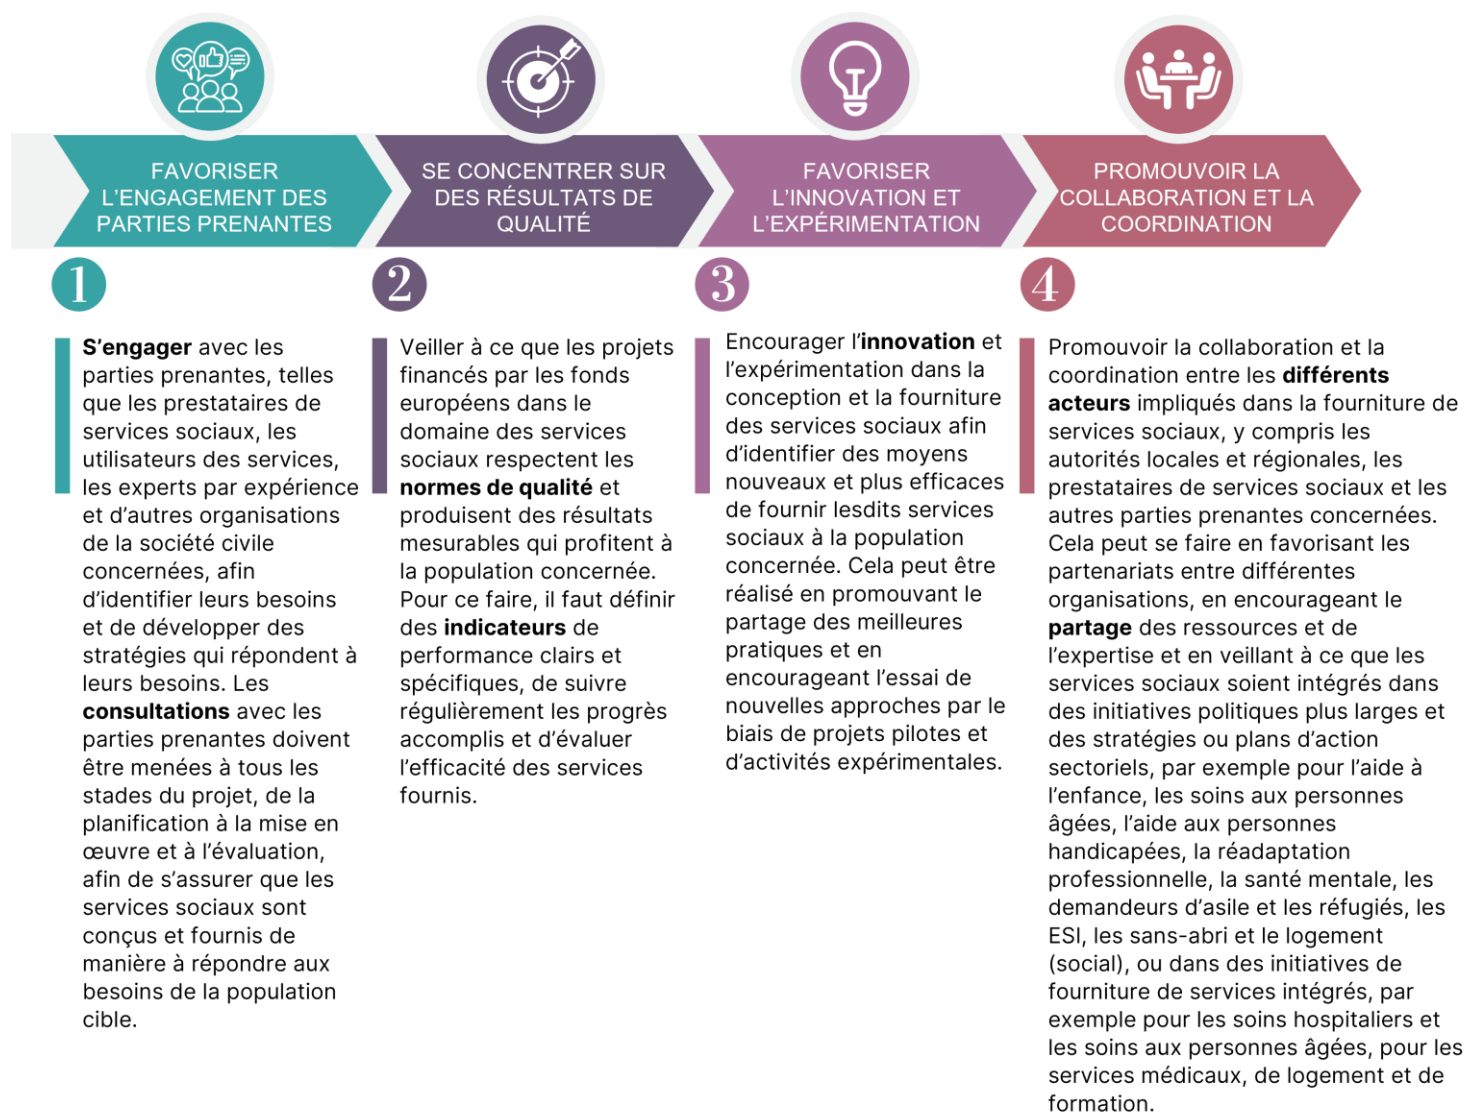 FAVORISER
L’ENGAGEMENT DES
PARTIES PRENANTES
SE CONCENTRER SUR
DES RÉSULTATS DE
QUALITÉ
FAVORISER
L’INNOVATION ET
L’EXPÉRIMENTATION
PROMOUVOIR LA
COLLABORATION ET LA
COORDINATION
1
S’engager avec les
parties prenantes, telles
que les prestataires de
services sociaux, les
utilisateurs des services,
les experts par expérience
et d’autres organisations
de la société civile
concernées, afin
d’identifier leurs besoins
et de développer des
stratégies qui répondent à
leurs besoins. Les
consultations avec les
parties prenantes doivent
être menées à tous les
stades du projet, de la
planification à la mise en
œuvre et à l’évaluation,
afin de s’assurer que les
services sociaux sont
conçus et fournis de
manière à répondre aux
besoins de la population
cible.
2
Veiller à ce que les projets
financés par les fonds
européens dans le
domaine des services
sociaux respectent les
normes de qualité et
produisent des résultats
mesurables qui profitent à
la population concernée.
Pour ce faire, il faut définir
des indicateurs de
performance clairs et
spécifiques, de suivre
régulièrement les progrès
accomplis et d’évaluer
l’efficacité des services
fournis.
3
Encourager l’innovation et
l’expérimentation dans la
conception et la fourniture
des services sociaux afin
d’identifier des moyens
nouveaux et plus efficaces
de fournir lesdits services
sociaux à la population
concernée. Cela peut être
réalisé en promouvant le
partage des meilleures
pratiques et en
encourageant l’essai de
nouvelles approches par le
biais de projets pilotes et
d’activités expérimentales.
4
Promouvoir la collaboration et la
coordination entre les différents
acteurs impliqués dans la fourniture de
services sociaux, y compris les
autorités locales et régionales, les
prestataires de services sociaux et les
autres parties prenantes concernées.
Cela peut se faire en favorisant les
partenariats entre différentes
organisations, en encourageant le
partage des ressources et de
l’expertise et en veillant à ce que les
services sociaux soient intégrés dans
des initiatives politiques plus larges et
des stratégies ou plans d’action
sectoriels, par exemple pour l’aide à
l’enfance, les soins aux personnes
âgées, l’aide aux personnes
handicapées, la réadaptation
professionnelle, la santé mentale, les
demandeurs d’asile et les réfugiés, les
ESI, les sans-abri et le logement
(social), ou dans des initiatives de
fourniture de services intégrés, par
exemple pour les soins hospitaliers et
les soins aux personnes âgées, pour les
services médicaux, de logement et de
formation.